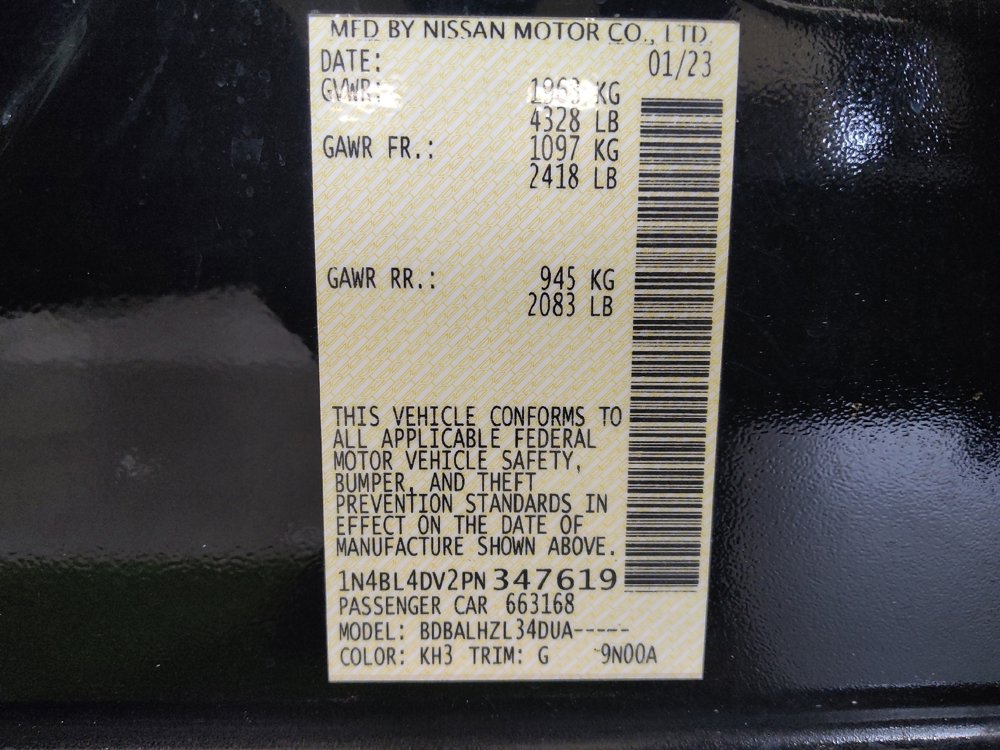 MFD BY NISSAN MOTOR CO., LTD.
DATE: 01/23
GVWR: 1963 KG
4328 LB
GAWR FR.: 1097 KG
2418 LB
GAWR RR.: 945 KG
2083 LB
THIS VEHICLE CONFORMS TO
ALL APPLICABLE FEDERAL
MOTOR VEHICLE SAFETY,
BUMPER, AND THEFT
PREVENTION STANDARDS IN
EFFECT ON THE DATE OF
MANUFACTURE SHOWN ABOVE.
1N4BL4DV2PN347619
PASSENGER CAR 663168
MODEL: BDBALHZL34DUA-----
COLOR: KH3 TRIM: G 9N00A